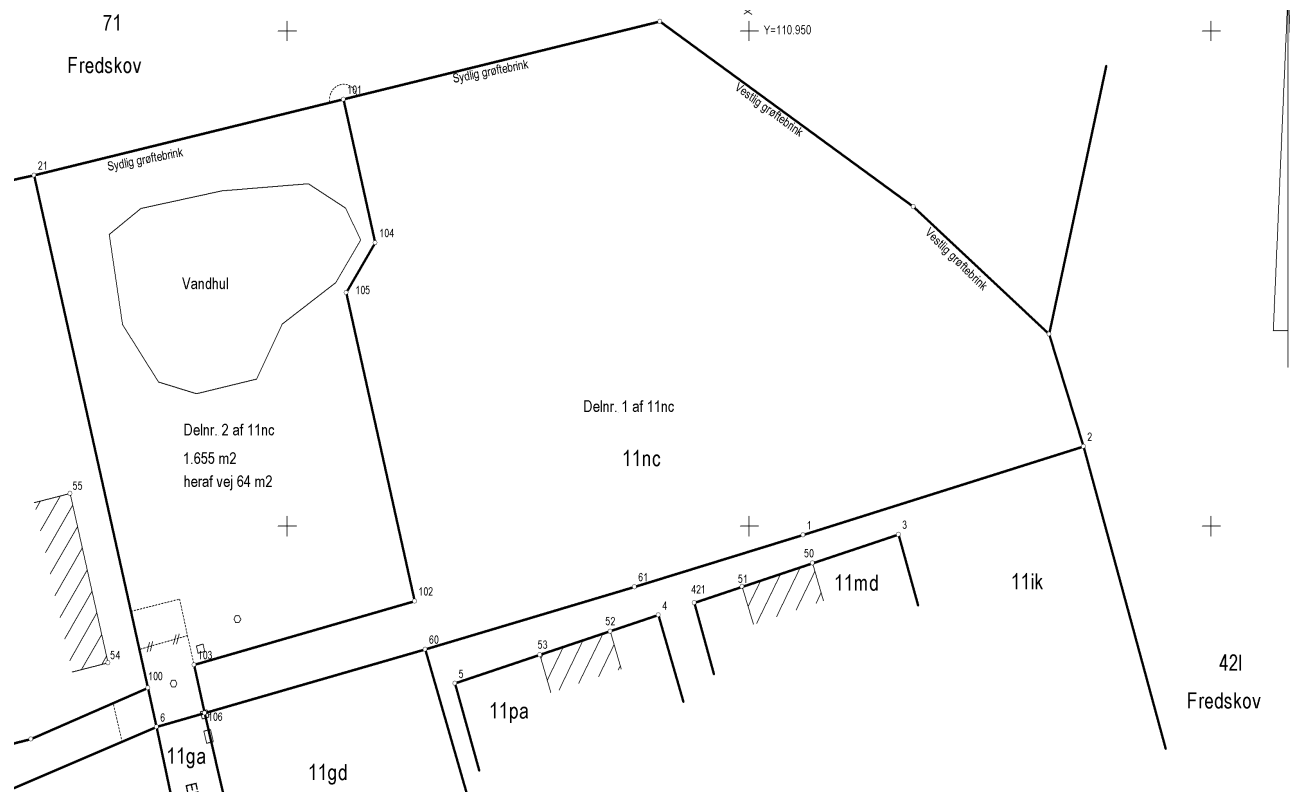 71
Fredskov
Y=110.950
Sydlig grøftebrink
101
Vestlig grøftebrink
Sydlig grøftebrink
21
104
Vestlig grøftebrink
Vandhul
105
Delnr. 1 af 11nc
11nc
Delnr. 2 af 11nc
1.655 m2
heraf vej 64 m2
2
55
1
3
50
61
51
11md
11ik
421
102
4
52
60
53
103
54
100
5
42l
Fredskov
11pa
6
106
11ga
11gd